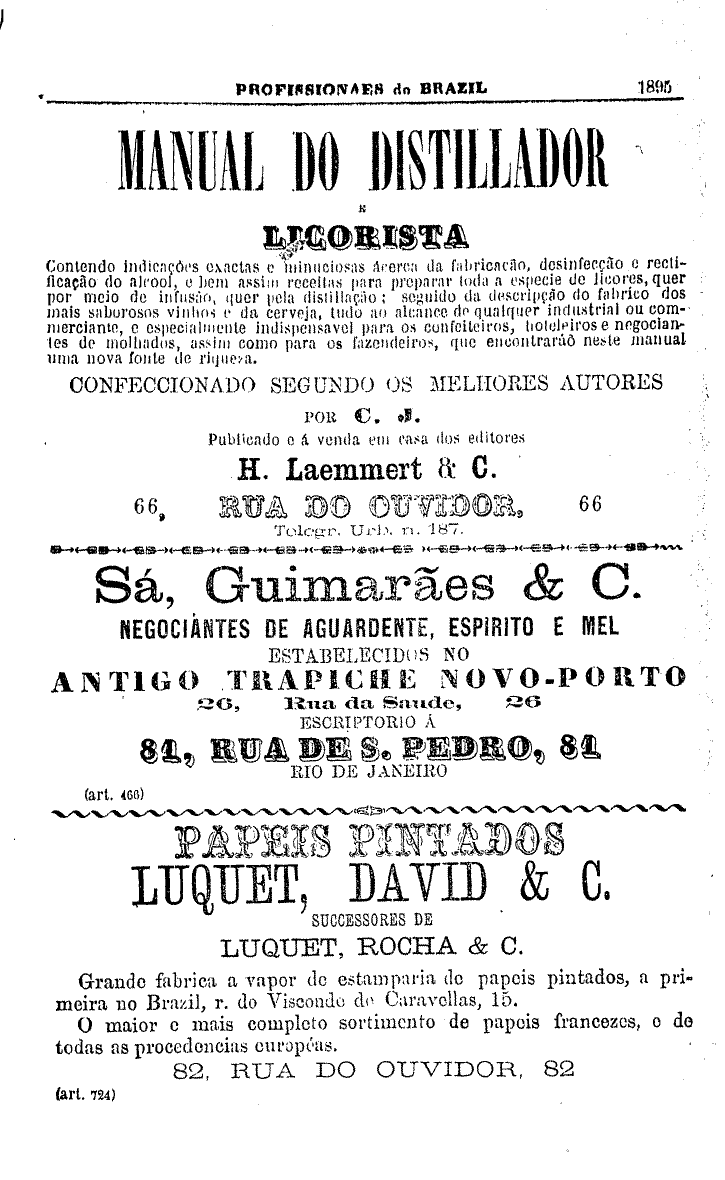 PROFISSIONAES do BRAZIL 1895
MANUAL DO DISTILLADOR
E
LICORISTA
Contendo indicações exactas e minuciosas ácerca da fabricação, desinfecção e recti-
ficação do alcool, e bem assim receitas para preparar toda a especie de licores, quer
por meio de infusão, quer pela distillação ; seguido da descripção do fabrico dos
mais saborosos vinhos e da cerveja, tudo ao alcance de qualquer industrial ou com-
merciante, e especialmente indispensavel para os confeiteiros, hoteleiros e negocian-
tes de molhados, assim como para os fazendeiros, que encontraráõ neste manual
uma nova fonte de riqueza.
CONFECCIONADO SEGUNDO OS MELHORES AUTORES
POR C. J.
Publicado e á venda em casa dos editores
H. Laemmert & C.
66, RUA DO OUVIDOR, 66
Telegr. Urb. n. 187.
Sá, Guimarães & C.
NEGOCIÁNTES DE AGUARDENTE, ESPIRITO E MEL
ESTABELECIDOS NO
ANTIGO TRAPICHE NOVO-PORTO
26, Rua da Saude, 26
ESCRIPTORIO Á
81, RUA DE S. PEDRO, 81
RIO DE JANEIRO
(art. 466)
PAPEIS PINTADOS
LUQUET, DAVID & C.
SUCCESSORES DE
LUQUET, ROCHA & C.
Grande fabrica a vapor de estamparia de papeis pintados, a pri-
meira no Brazil, r. do Visconde de Caravellas, 15.
O maior e mais completo sortimento de papeis francezes, e de
todas as procedencias européas.
82, RUA DO OUVIDOR, 82
(art. 724)